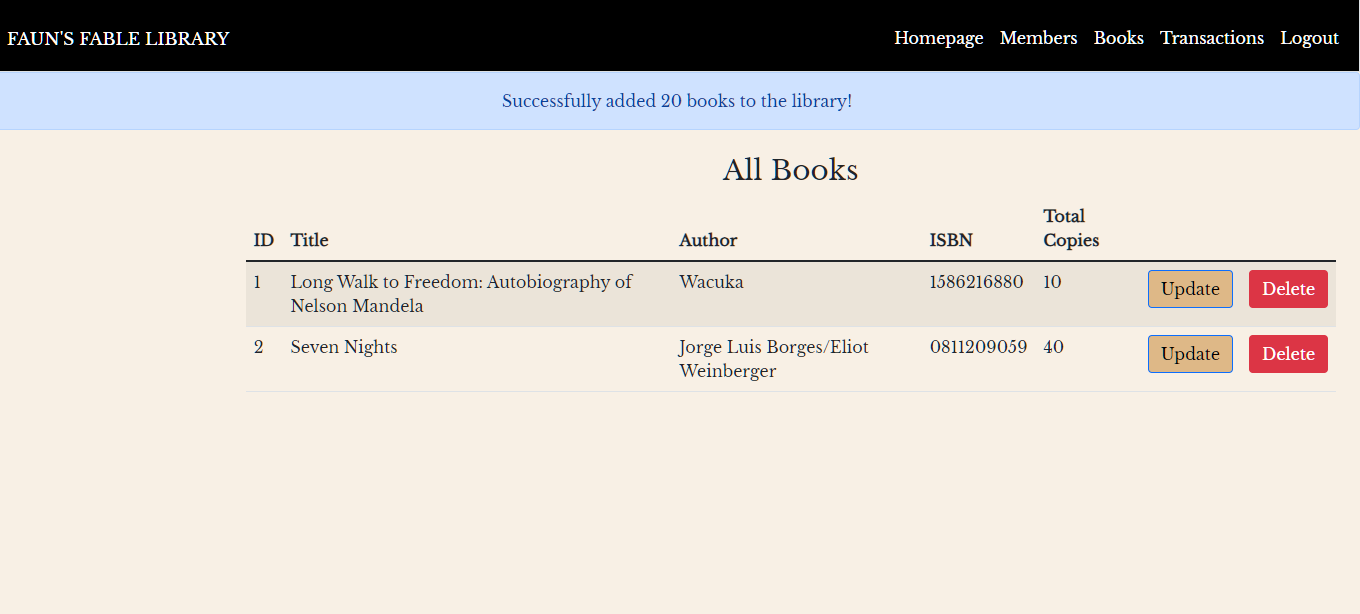 FAUN'S FABLE LIBRARY Homepage Members Books Transactions Logout
Successfully added 20 books to the library!
All Books
ID Title Author ISBN Total Copies
1 Long Walk to Freedom: Autobiography of Nelson Mandela Wacuka 1586216880 10 Update Delete
2 Seven Nights Jorge Luis Borges/Eliot Weinberger 0811209059 40 Update Delete